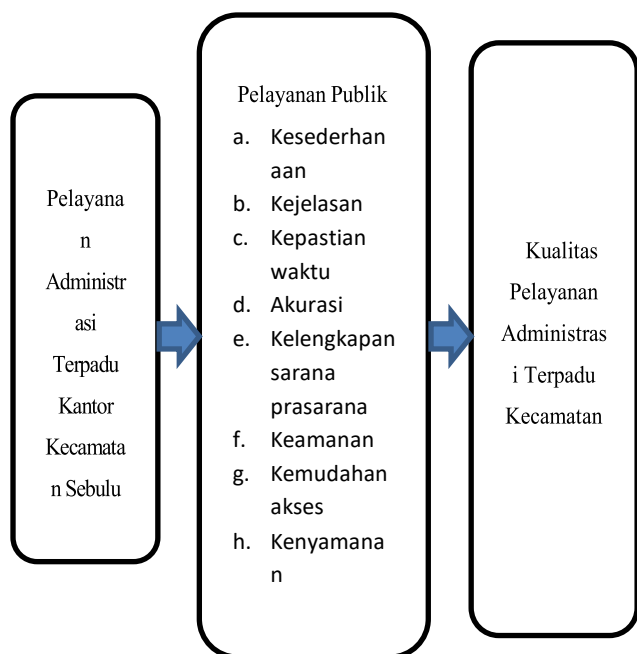 Pelayana
n
Administr
asi
Terpadu
Kantor
Kecamata
n Sebulu
Pelayanan Publik
a. Kesederhan
aan
b. Kejelasan
c. Kepastian
waktu
d. Akurasi
e. Kelengkapan
sarana
prasarana
f. Keamanan
g. Kemudahan
akses
h. Kenyamana
n
Kualitas
Pelayanan
Administras
i Terpadu
Kecamatan